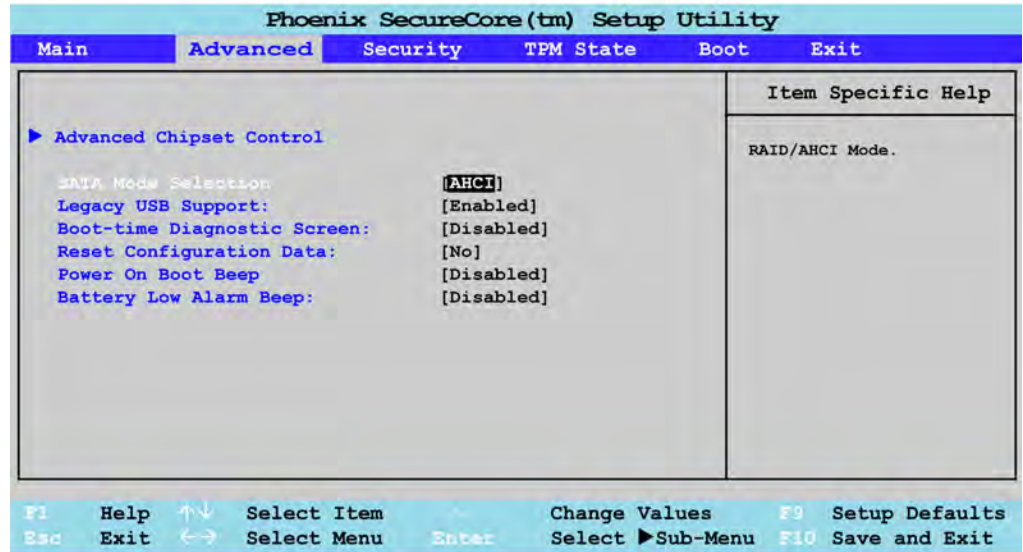 Phoenix SecureCore(tm) Setup Utility
Main Advanced Security TPM State Boot Exit
Item Specific Help
▶ Advanced Chipset Control
RAID/AHCI Mode.
SATA Mode Selection [AHCI]
Legacy USB Support: [Enabled]
Boot-time Diagnostic Screen: [Disabled]
Reset Configuration Data: [No]
Power On Boot Beep [Disabled]
Battery Low Alarm Beep: [Disabled]
F1 Help ↑↓ Select Item Change Values F9 Setup Defaults
Esc Exit ←→ Select Menu Enter Select ▶Sub-Menu F10 Save and Exit